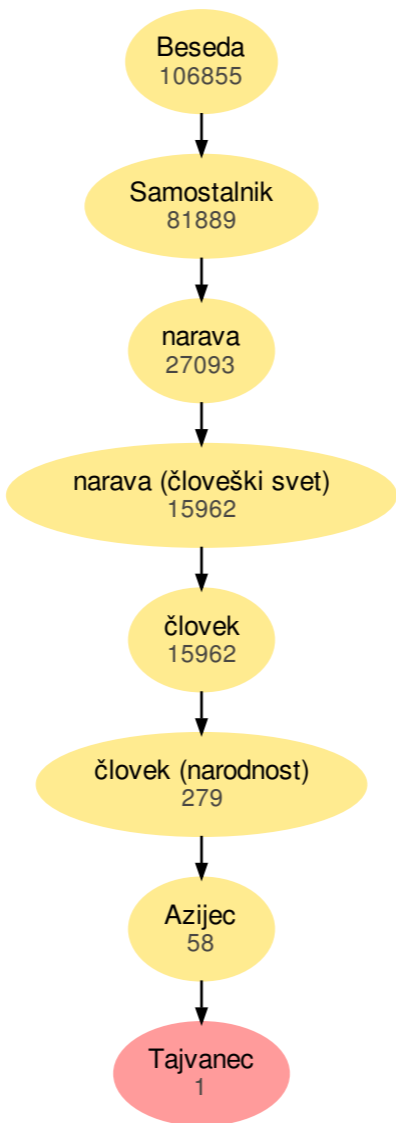 Beseda
106855
Samostalnik
81889
narava
27093
narava (človeški svet)
15962
človek
15962
človek (narodnost)
279
Azijec
58
Tajvanec
1